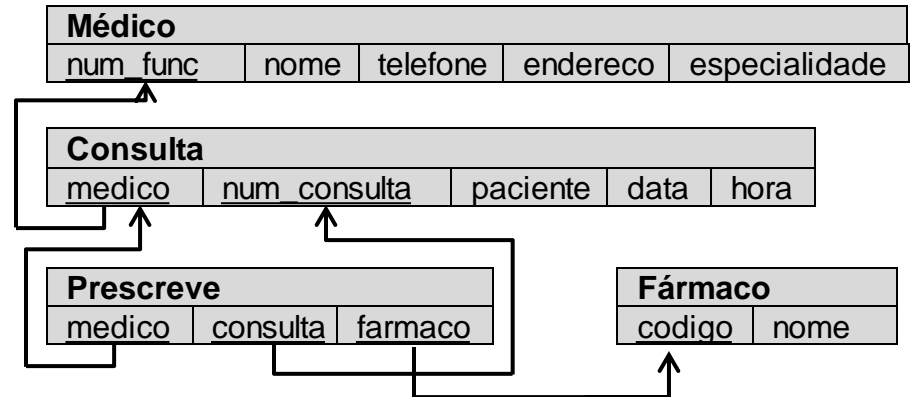 Médico
num_func nome telefone endereco especialidade
Consulta
medico num_consulta paciente data hora
Prescreve
medico consulta farmaco
Fármaco
codigo nome